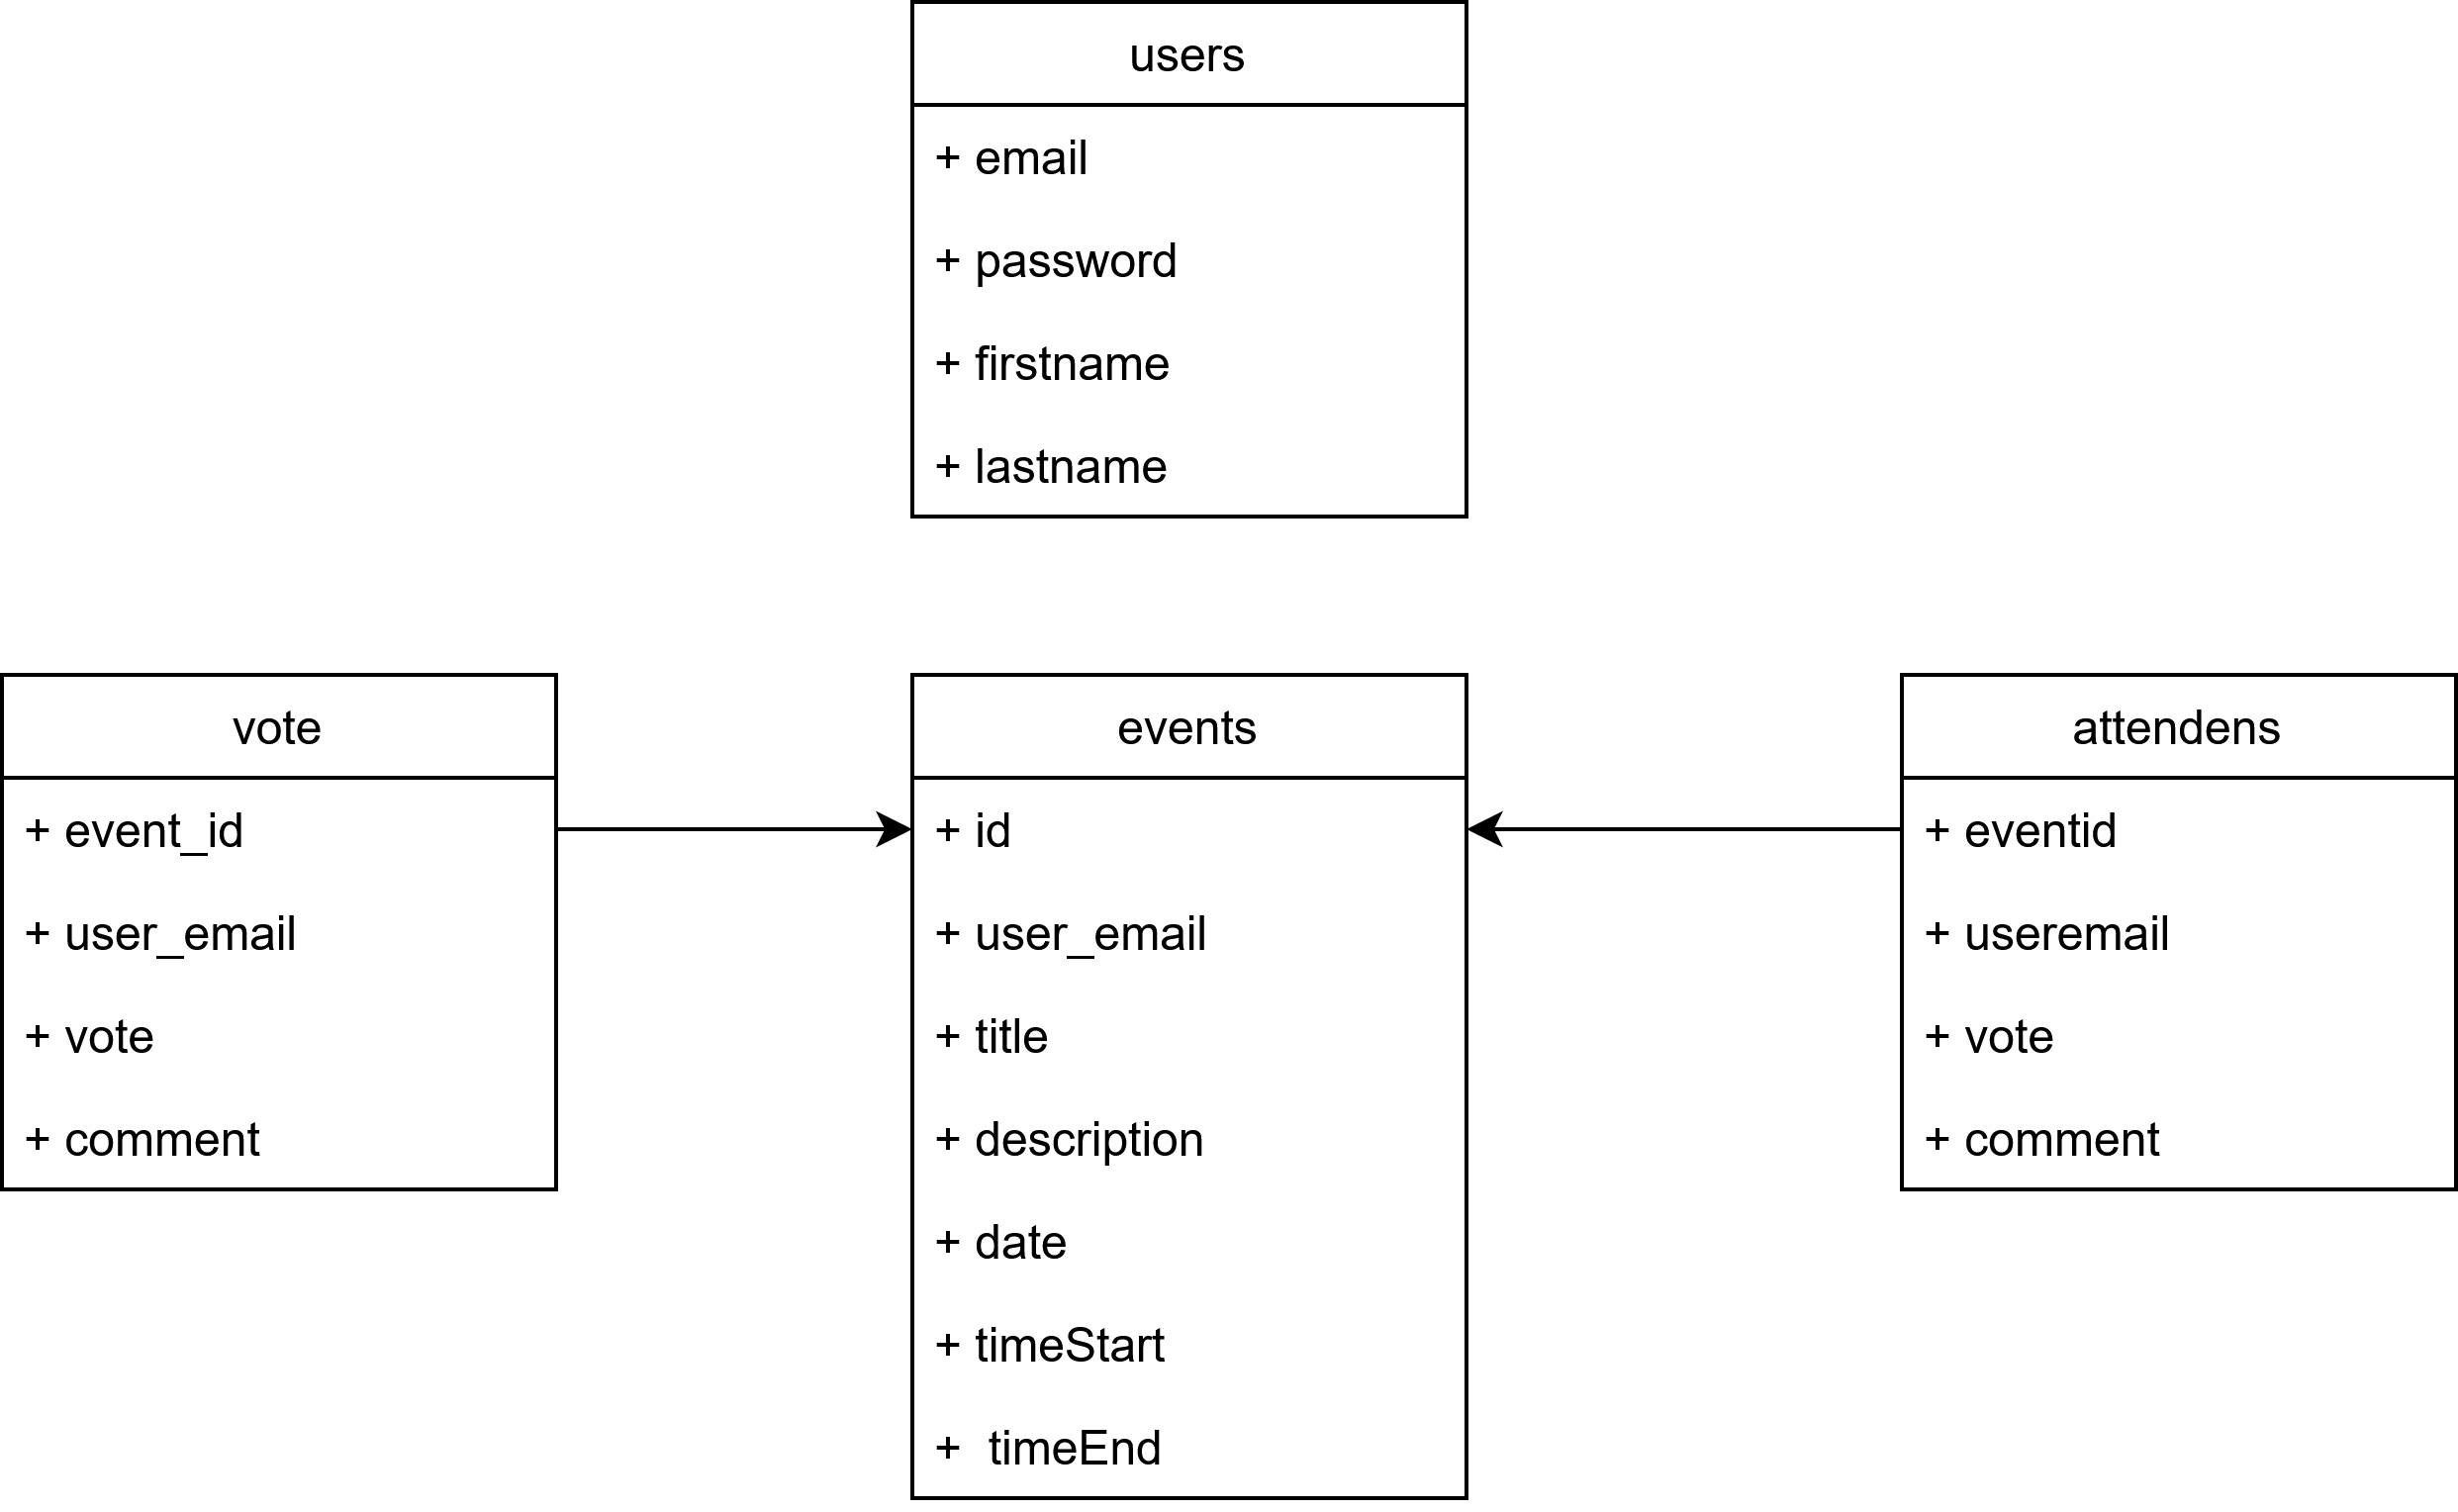 users
+ email
+ password
+ firstname
+ lastname
vote
+ event_id
+ user_email
+ vote
+ comment
events
+ id
+ user_email
+ title
+ description
+ date
+ timeStart
+  timeEnd
attendens
+ eventid
+ useremail
+ vote
+ comment